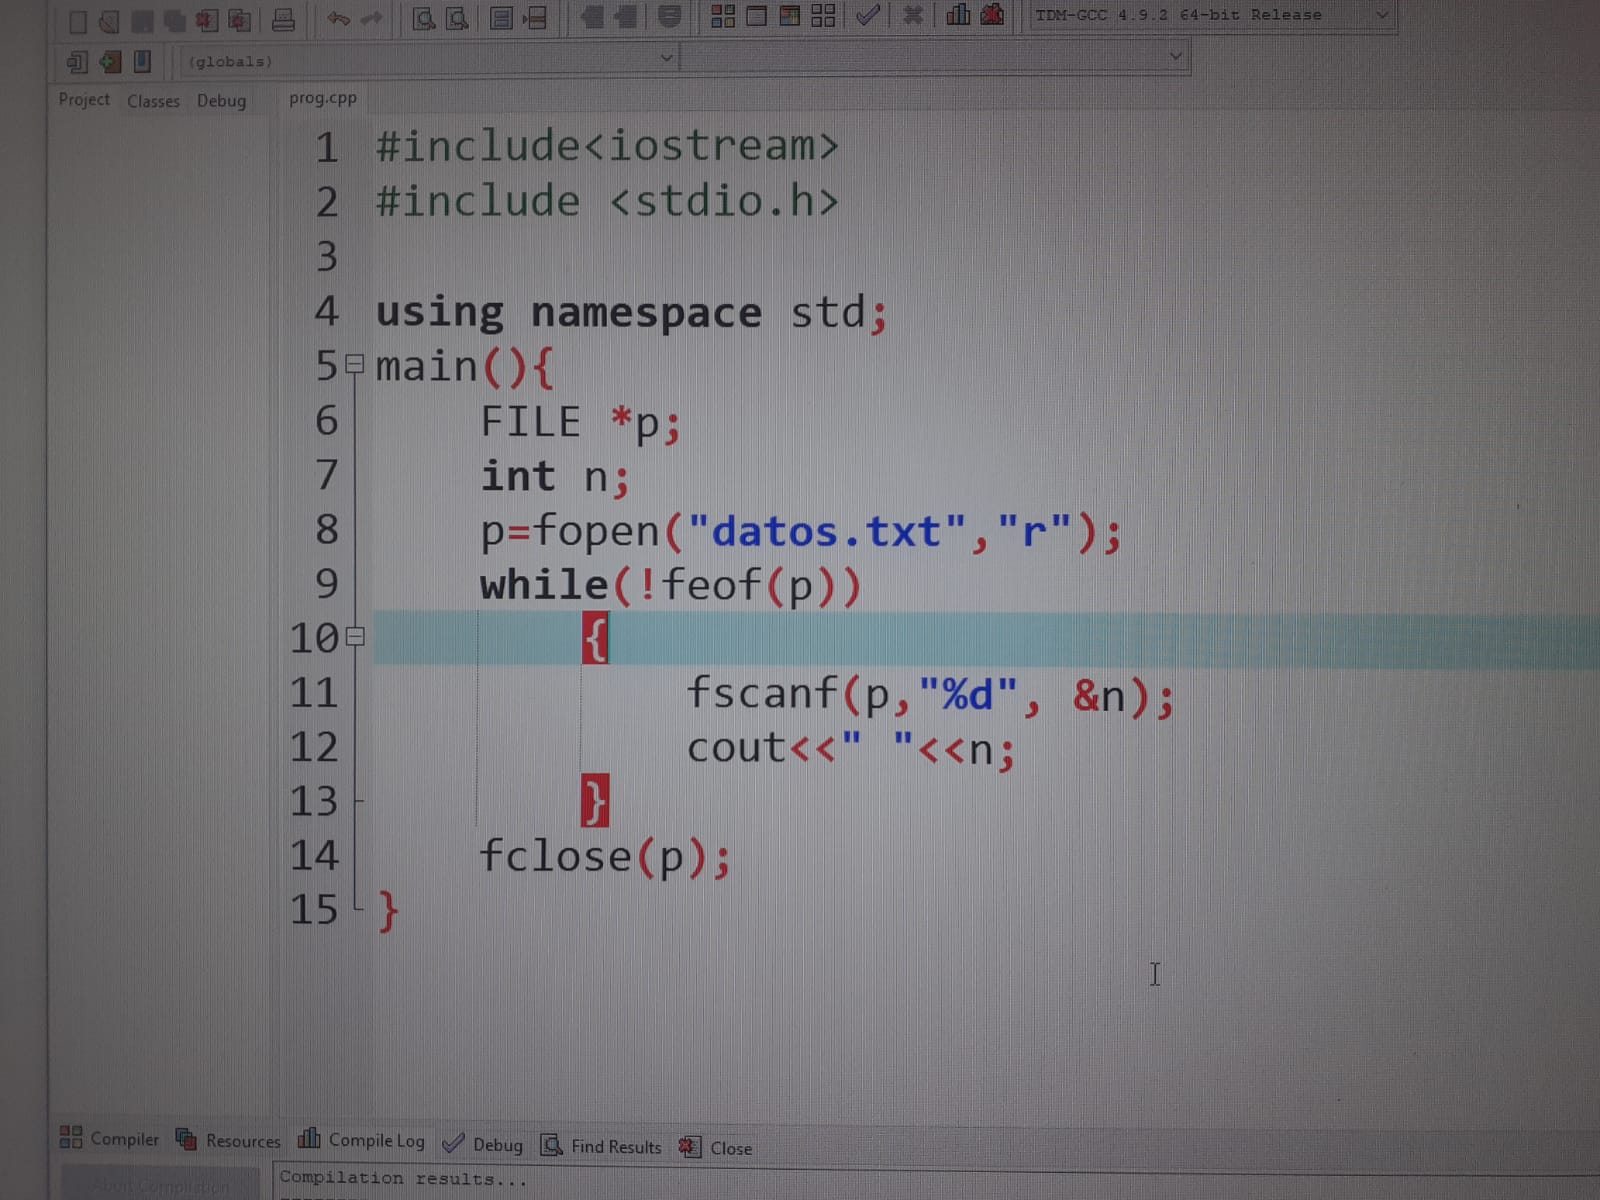 TDM-GCC 4.9.2 64-bit Release
(globals)
Project Classes Debug prog.cpp
1 #include<iostream>
2 #include <stdio.h>
3
4 using namespace std;
5 main(){
6 FILE *p;
7 int n;
8 p=fopen("datos.txt","r");
9 while(!feof(p))
10 {
11 fscanf(p,"%d", &n);
12 cout<<" "<<n;
13 }
14 fclose(p);
15 }
Compiler Resources Compile Log Debug Find Results Close
Abort Compilation
Compilation results...